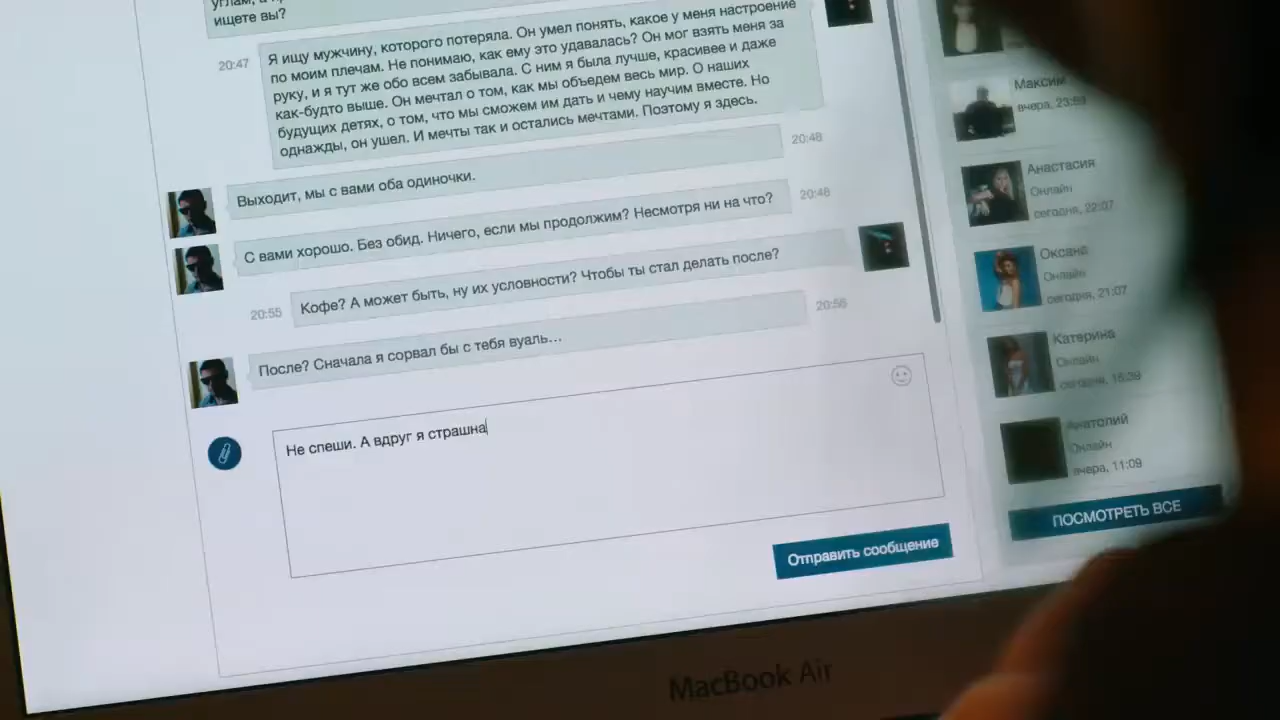 ищете вы?
20:47
Я ищу мужчину, которого потеряла. Он умел понять, какое у меня настроение
по моим плечам. Не понимаю, как ему это удавалась? Он мог взять меня за
руку, и я тут же обо всем забывала. С ним я была лучше, красивее и даже
как-будто выше. Он мечтал о том, как мы объедем весь мир. О наших
будущих детях, о том, что мы сможем им дать и чему научим вместе. Но
однажды, он ушел. И мечты так и остались мечтами. Поэтому я здесь.
Выходит, мы с вами оба одиночки.
20:48
С вами хорошо. Без обид. Ничего, если мы продолжим? Несмотря ни на что?
20:48
20:55
Кофе? А может быть, ну их условности? Чтобы ты стал делать после?
После? Сначала я сорвал бы с тебя вуаль...
20:56
Не спеши. А вдруг я страшна
Отправить сообщение
Максим
вчера, 23:59
Анастасия
Онлайн
сегодня, 22:07
Оксана
Онлайн
сегодня, 21:07
Катерина
Онлайн
сегодня, 16:39
Анатолий
Онлайн
вчера, 11:09
ПОСМОТРЕТЬ ВСЕ
MacBook Air